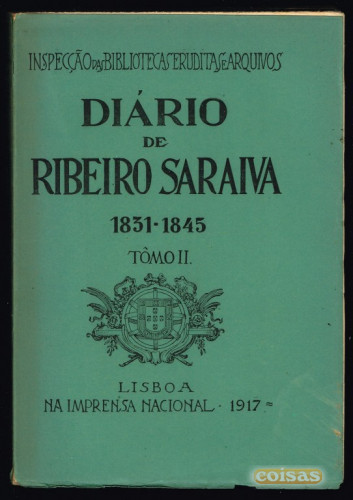 INSPECÇÃO DAS BIBLIOTECAS ERUDITAS E ARQUIVOS
DIÁRIO
DE
RIBEIRO SARAIVA
1831-1845
TÔMO II.
LISBOA
NA IMPRENSA NACIONAL · 1917 =
coisas